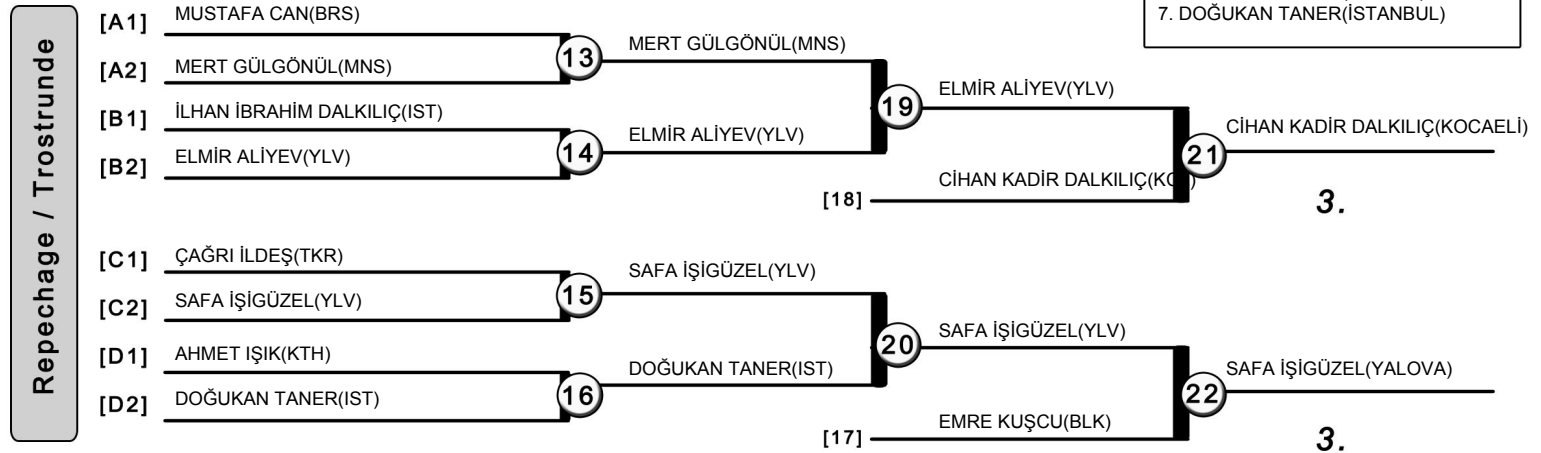 7. DOĞUKAN TANER(İSTANBUL)
Repechage / Trostrunde
[A1] MUSTAFA CAN(BRS)
13
MERT GÜLGÖNÜL(MNS)
[A2] MERT GÜLGÖNÜL(MNS)
19
ELMİR ALİYEV(YLV)
[B1] İLHAN İBRAHİM DALKILIÇ(IST)
14
ELMİR ALİYEV(YLV)
[B2] ELMİR ALİYEV(YLV)
21
CİHAN KADİR DALKILIÇ(KOCAELİ)
[18] CİHAN KADİR DALKILIÇ(KO
3.
[C1] ÇAĞRI İLDEŞ(TKR)
15
SAFA İŞİGÜZEL(YLV)
[C2] SAFA İŞİGÜZEL(YLV)
20
SAFA İŞİGÜZEL(YLV)
[D1] AHMET IŞIK(KTH)
16
DOĞUKAN TANER(IST)
[D2] DOĞUKAN TANER(IST)
22
SAFA İŞİGÜZEL(YALOVA)
[17] EMRE KUŞCU(BLK)
3.